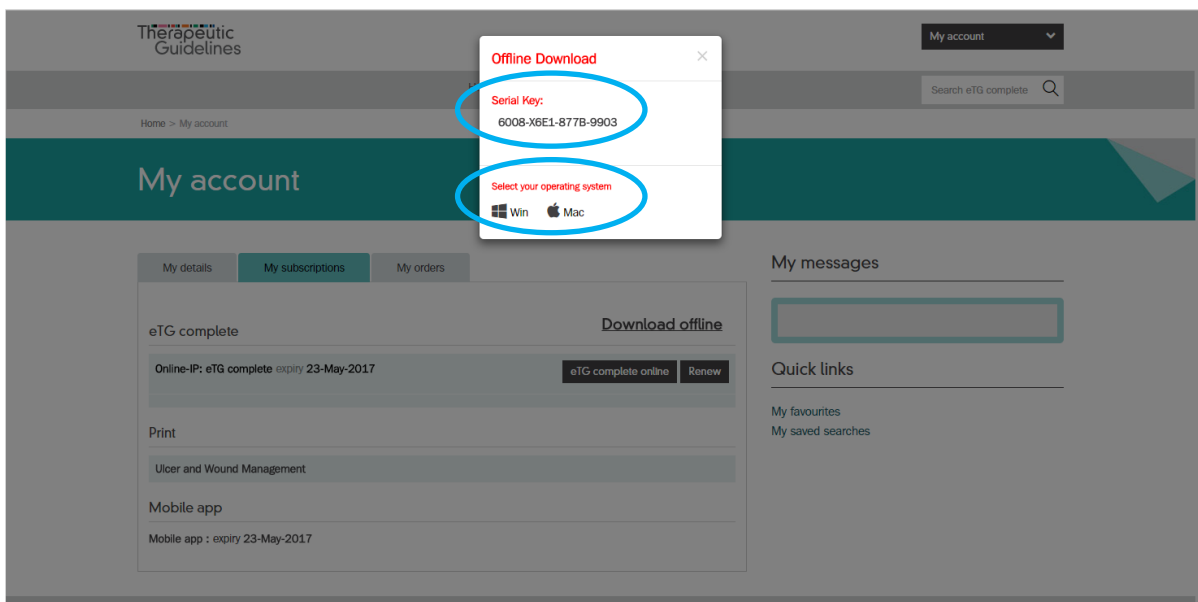 Therapeutic
Guidelines
My account
Offline Download
Search eTG complete
Serial Key:
6008-X6E1-877B-9903
Home > My account
My account
Select your operating system
Win Mac
My details My subscriptions My orders
My messages
eTG complete Download offline
Online-IP: eTG complete expiry 23-May-2017 eTG complete online Renew
Quick links
My favourites
My saved searches
Print
Ulcer and Wound Management
Mobile app
Mobile app : expiry 23-May-2017